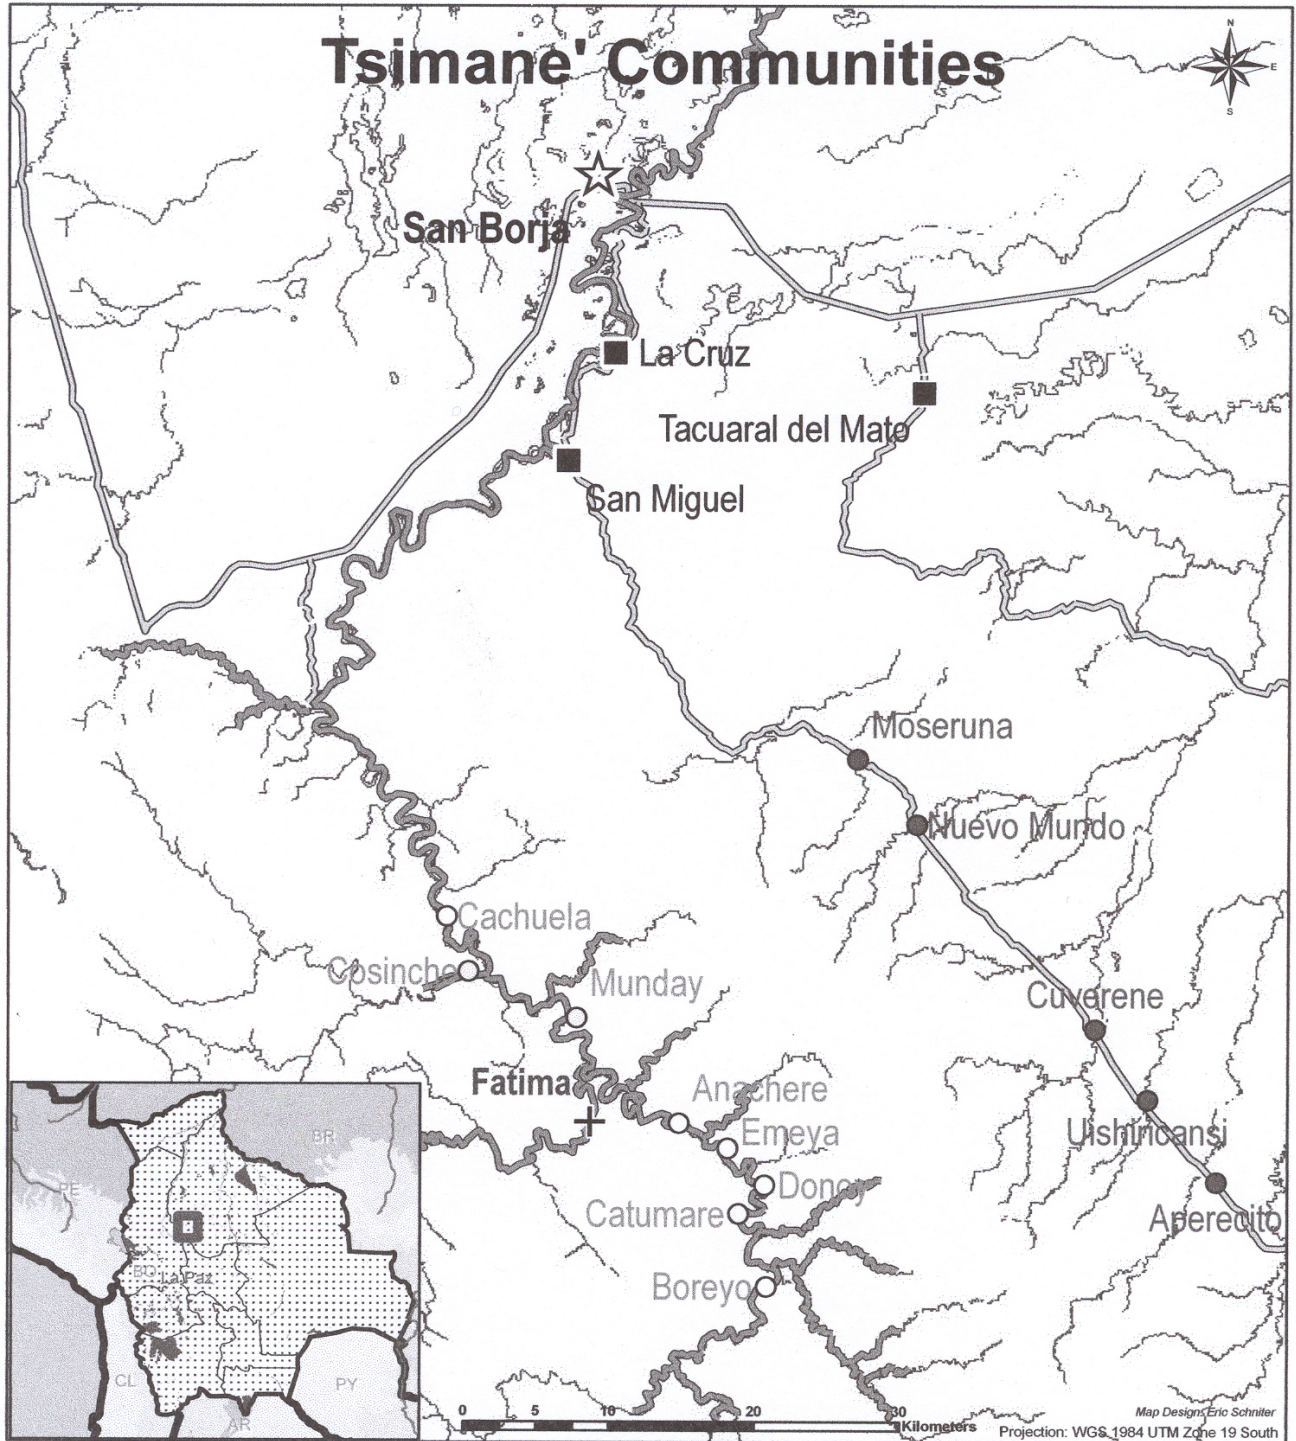 Tsimane' Communities
N
W
E
S
San Borja
La Cruz
Tacuaral del Mato
San Miguel
Moseruna
Nuevo Mundo
Cachuela
Cosincho
Munday
Cuverene
Fatima
Anachere
Emeya
Uishiricansi
Donoy
Catumare
Aperecito
Boreyo
BR
PE
BO
La Paz
CL
PY
AR
0 5 10 20 30
Kilometers
Map Design: Eric Schniter
Projection: WGS 1984 UTM Zone 19 South